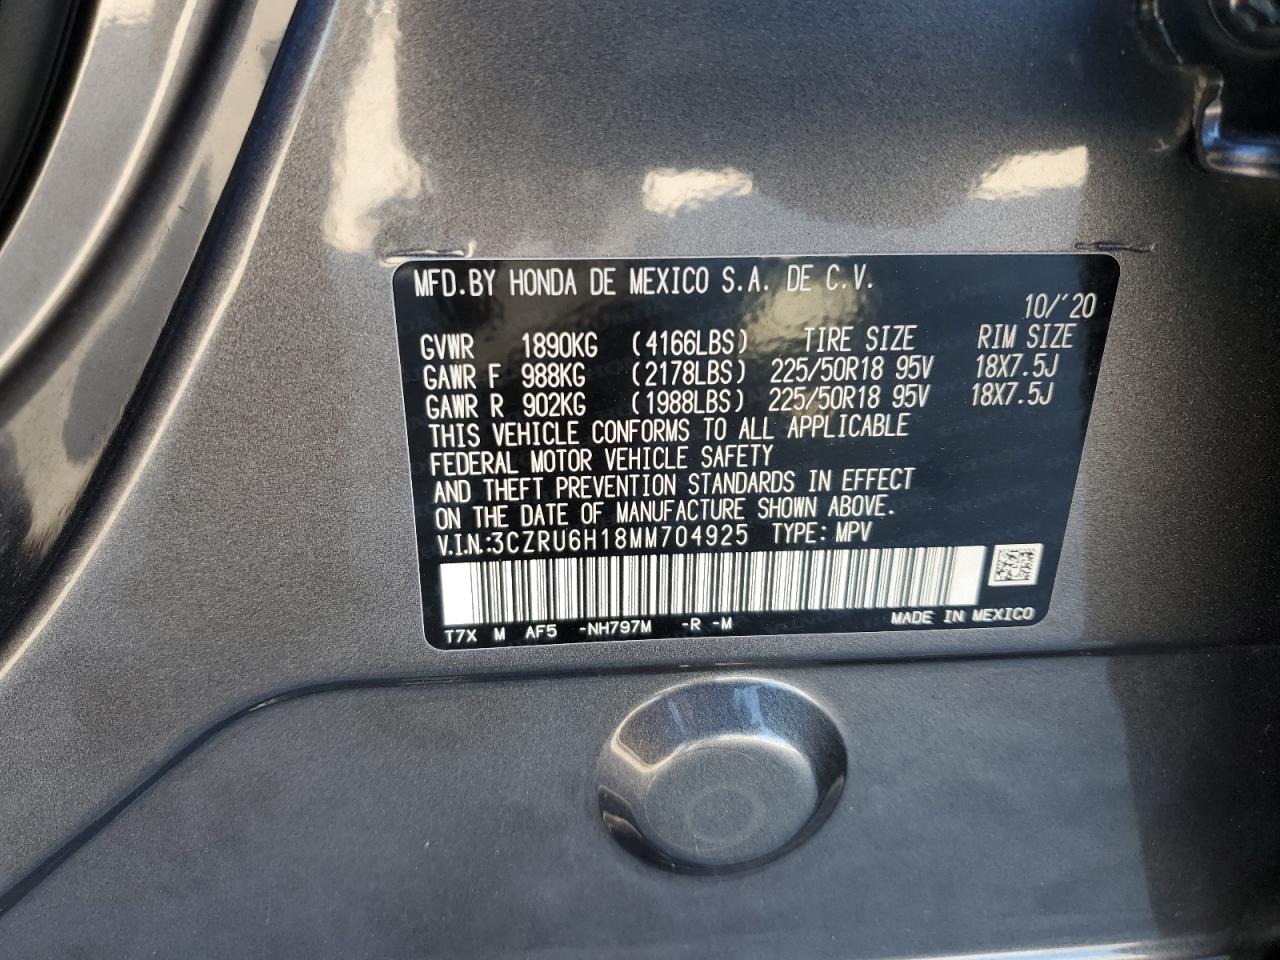 MFD.BY HONDA DE MEXICO S.A. DE C.V.
10/'20
GVWR 1890KG (4166LBS) TIRE SIZE RIM SIZE
GAWR F 988KG (2178LBS) 225/50R18 95V 18X7.5J
GAWR R 902KG (1988LBS) 225/50R18 95V 18X7.5J
THIS VEHICLE CONFORMS TO ALL APPLICABLE
FEDERAL MOTOR VEHICLE SAFETY
AND THEFT PREVENTION STANDARDS IN EFFECT
ON THE DATE OF MANUFACTURE SHOWN ABOVE.
V.I.N.:3CZRU6H18MM704925 TYPE: MPV
T7X M AF5 -NH797M -R -M MADE IN MEXICO